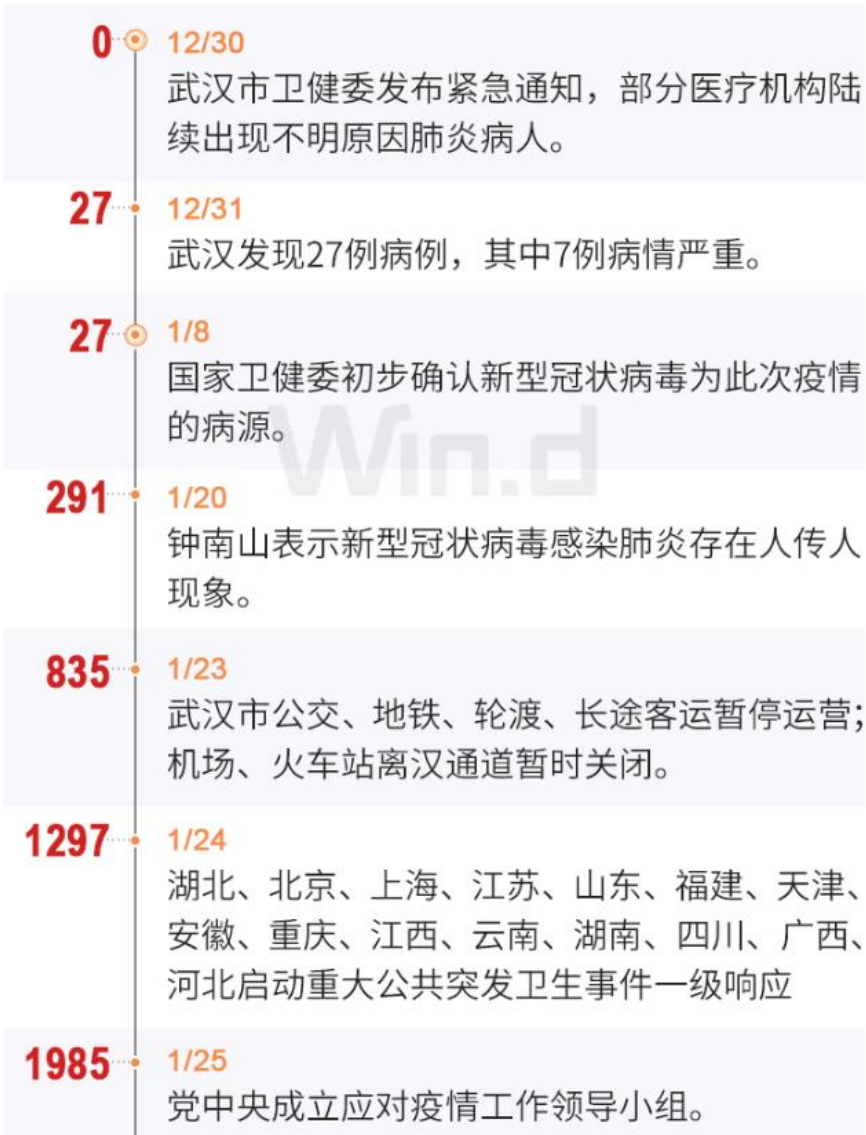 0
12/30
武汉市卫健委发布紧急通知，部分医疗机构陆
续出现不明原因肺炎病人。
27
12/31
武汉发现27例病例，其中7例病情严重。
27
1/8
国家卫健委初步确认新型冠状病毒为此次疫情
的病源。
Win.d
291
1/20
钟南山表示新型冠状病毒感染肺炎存在人传人
现象。
835
1/23
武汉市公交、地铁、轮渡、长途客运暂停运营；
机场、火车站离汉通道暂时关闭。
1297
1/24
湖北、北京、上海、江苏、山东、福建、天津、
安徽、重庆、江西、云南、湖南、四川、广西、
河北启动重大公共突发卫生事件一级响应
1985
1/25
党中央成立应对疫情工作领导小组。